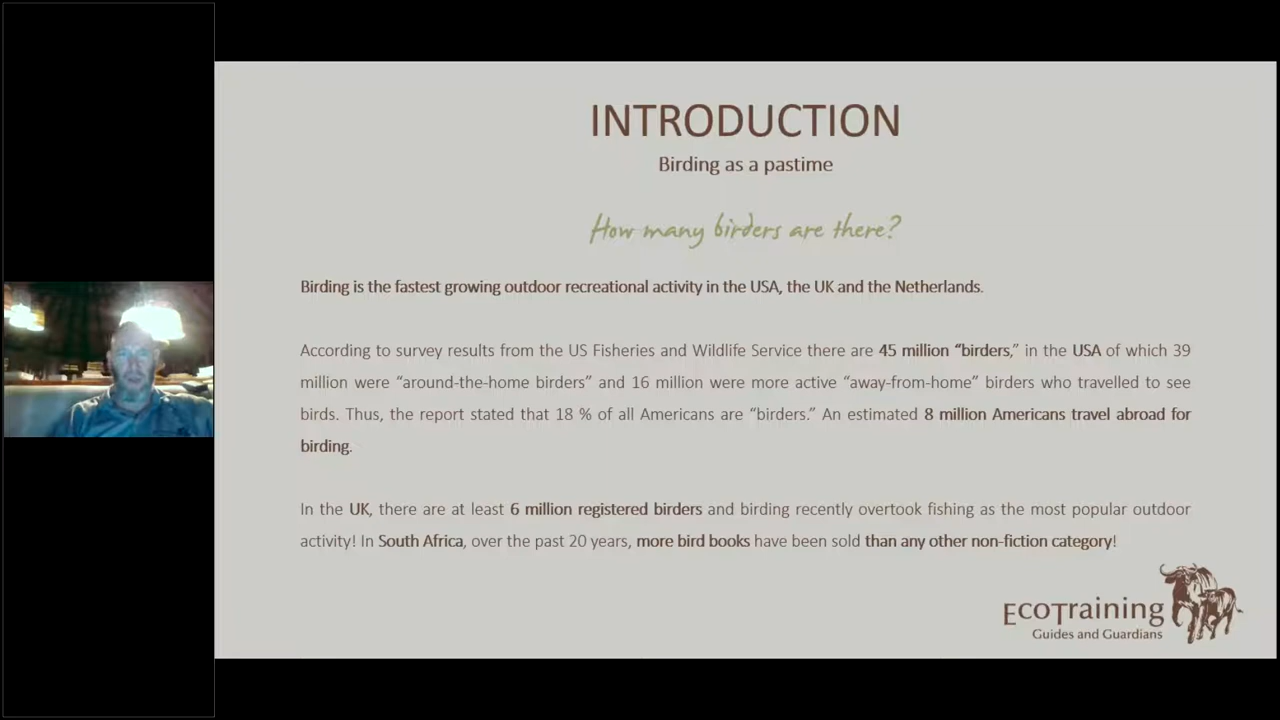 INTRODUCTION
Birding as a pastime
How many birders are there?
Birding is the fastest growing outdoor recreational activity in the USA, the UK and the Netherlands.
According to survey results from the US Fisheries and Wildlife Service there are 45 million “birders,” in the USA of which 39
million were “around-the-home birders” and 16 million were more active “away-from-home” birders who travelled to see
birds. Thus, the report stated that 18 % of all Americans are “birders.” An estimated 8 million Americans travel abroad for
birding.
In the UK, there are at least 6 million registered birders and birding recently overtook fishing as the most popular outdoor
activity! In South Africa, over the past 20 years, more bird books have been sold than any other non-fiction category!
EcoTraining
Guides and Guardians